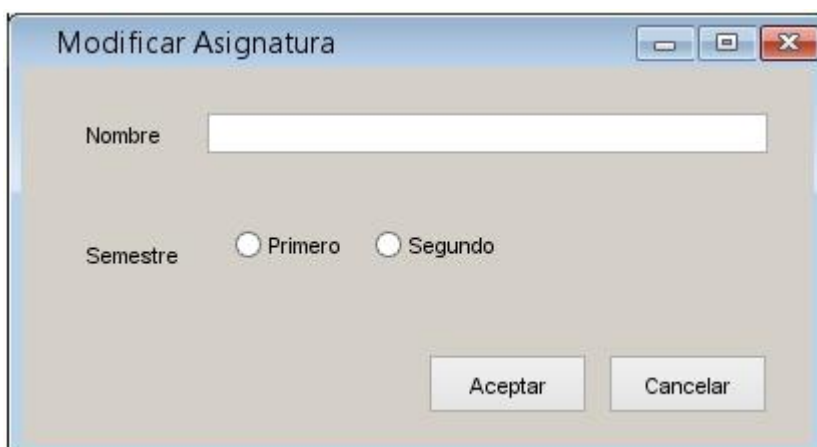 Modificar Asignatura
Nombre
Semestre Primero Segundo
Aceptar Cancelar